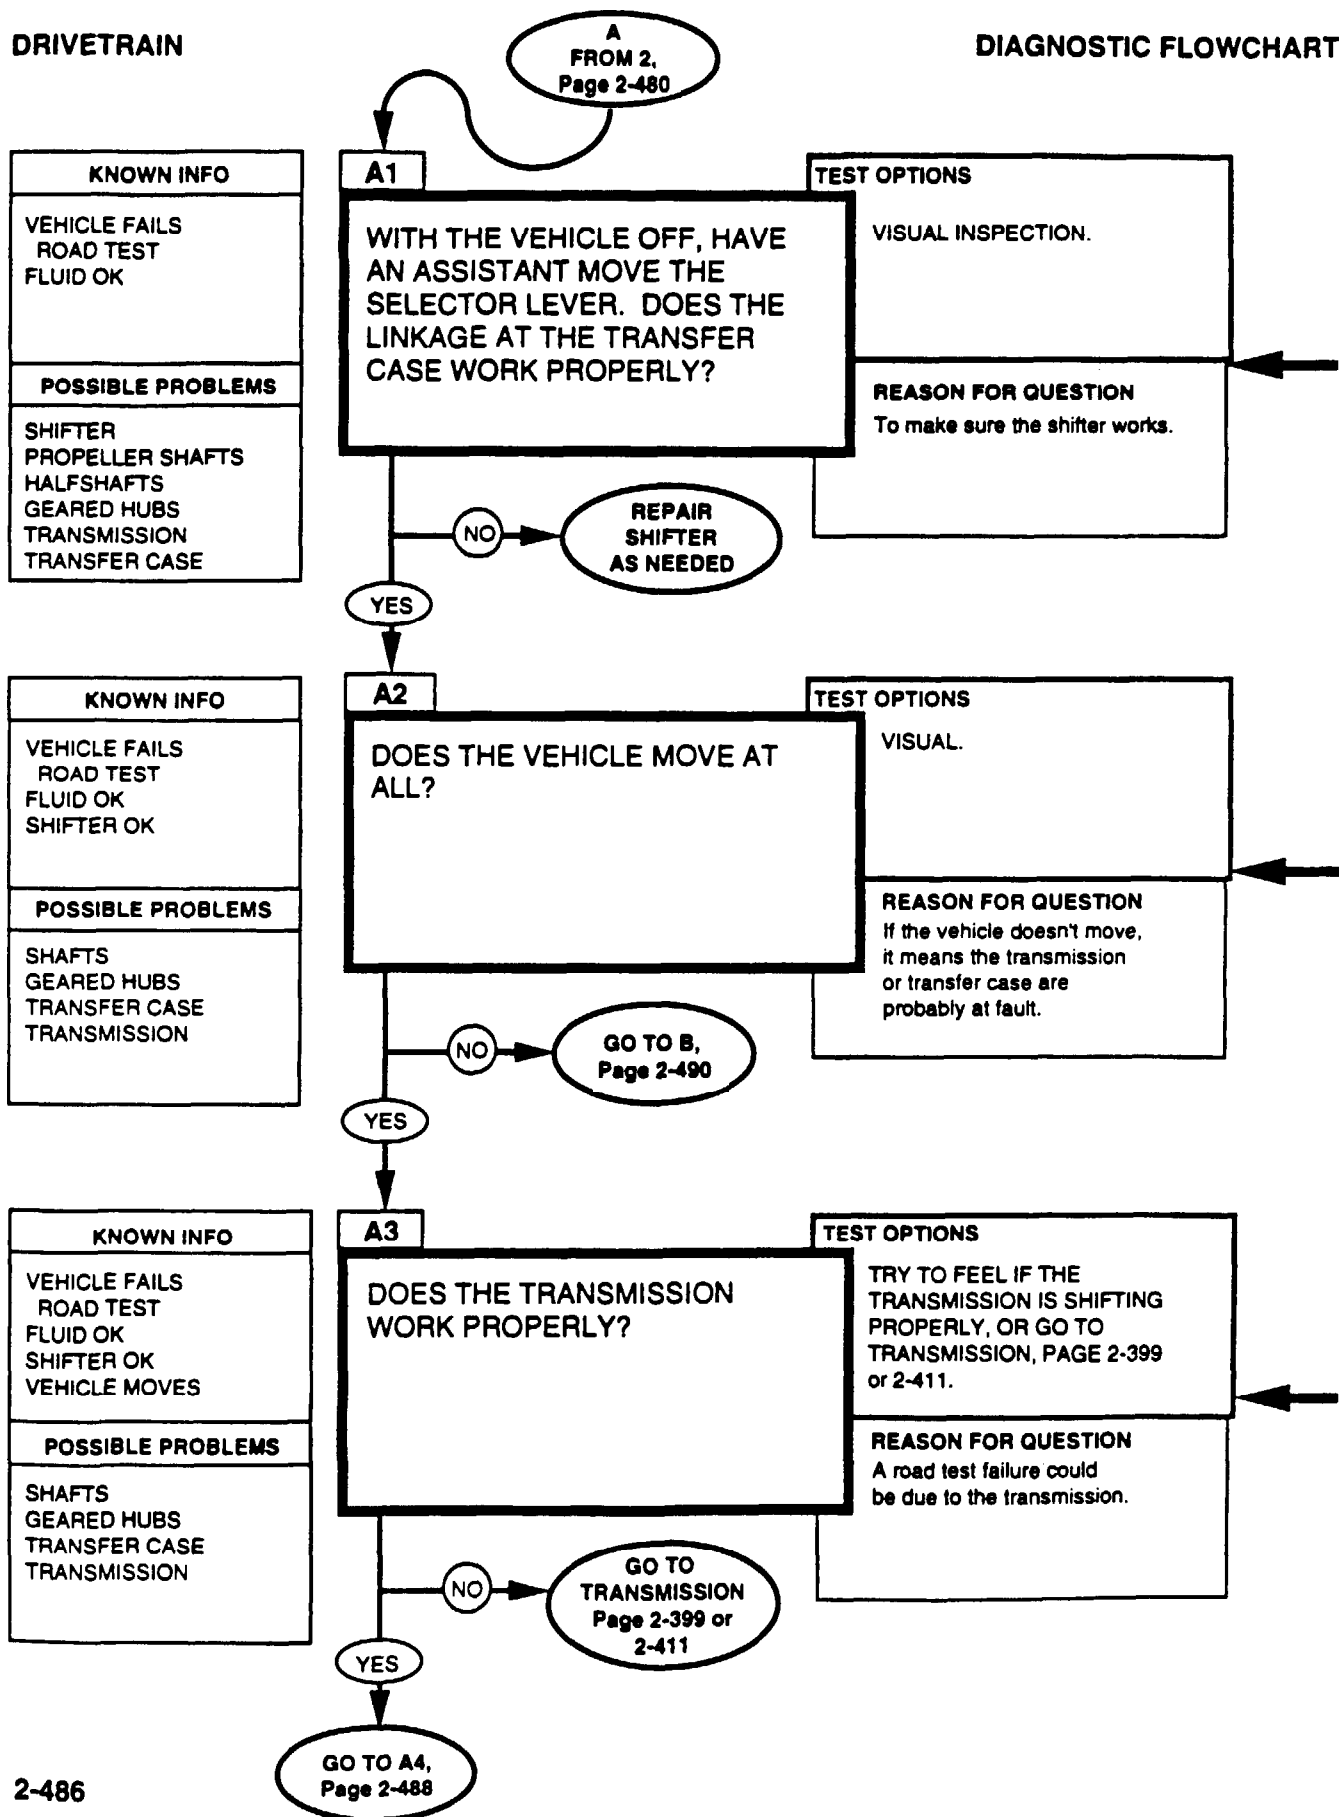 DRIVETRAIN
DIAGNOSTIC FLOWCHART
A
FROM 2,
Page 2-480
KNOWN INFO
VEHICLE FAILS
ROAD TEST
FLUID OK
POSSIBLE PROBLEMS
SHIFTER
PROPELLER SHAFTS
HALFSHAFTS
GEARED HUBS
TRANSMISSION
TRANSFER CASE
A1
WITH THE VEHICLE OFF, HAVE
AN ASSISTANT MOVE THE
SELECTOR LEVER. DOES THE
LINKAGE AT THE TRANSFER
CASE WORK PROPERLY?
TEST OPTIONS
VISUAL INSPECTION.
REASON FOR QUESTION
To make sure the shifter works.
NO
REPAIR
SHIFTER
AS NEEDED
YES
KNOWN INFO
VEHICLE FAILS
ROAD TEST
FLUID OK
SHIFTER OK
POSSIBLE PROBLEMS
SHAFTS
GEARED HUBS
TRANSFER CASE
TRANSMISSION
A2
DOES THE VEHICLE MOVE AT
ALL?
TEST OPTIONS
VISUAL.
REASON FOR QUESTION
If the vehicle doesn't move,
it means the transmission
or transfer case are
probably at fault.
NO
GO TO B,
Page 2-490
YES
KNOWN INFO
VEHICLE FAILS
ROAD TEST
FLUID OK
SHIFTER OK
VEHICLE MOVES
POSSIBLE PROBLEMS
SHAFTS
GEARED HUBS
TRANSFER CASE
TRANSMISSION
A3
DOES THE TRANSMISSION
WORK PROPERLY?
TEST OPTIONS
TRY TO FEEL IF THE
TRANSMISSION IS SHIFTING
PROPERLY, OR GO TO
TRANSMISSION, PAGE 2-399
or 2-411.
REASON FOR QUESTION
A road test failure could
be due to the transmission.
NO
GO TO
TRANSMISSION
Page 2-399 or
2-411
YES
GO TO A4,
Page 2-488
2-486